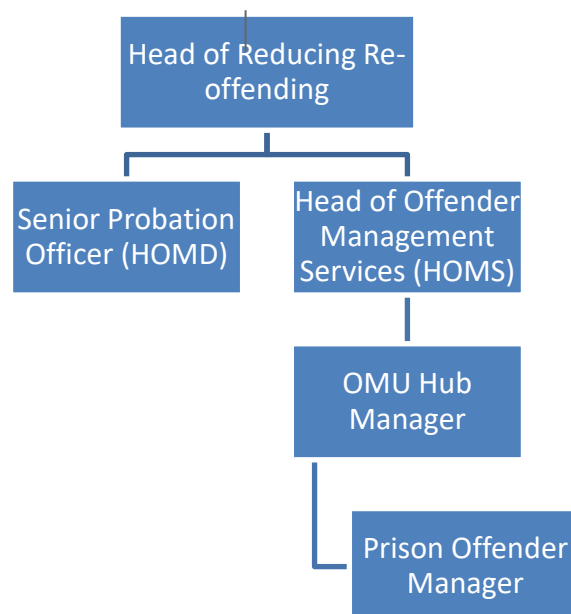 Head of Reducing Re-
offending
Senior Probation
Officer (HOMD)
Head of Offender
Management
Services (HOMS)
OMU Hub
Manager
Prison Offender
Manager